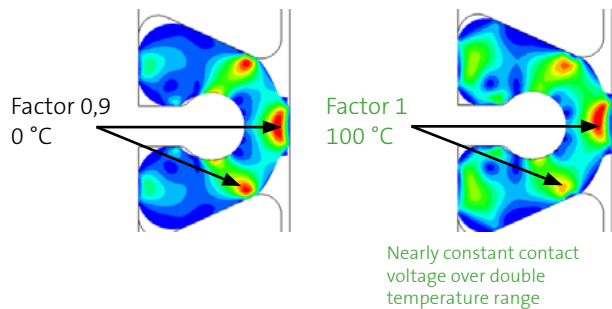 Factor 0,9
0 °C
Factor 1
100 °C
Nearly constant contact
voltage over double
temperature range